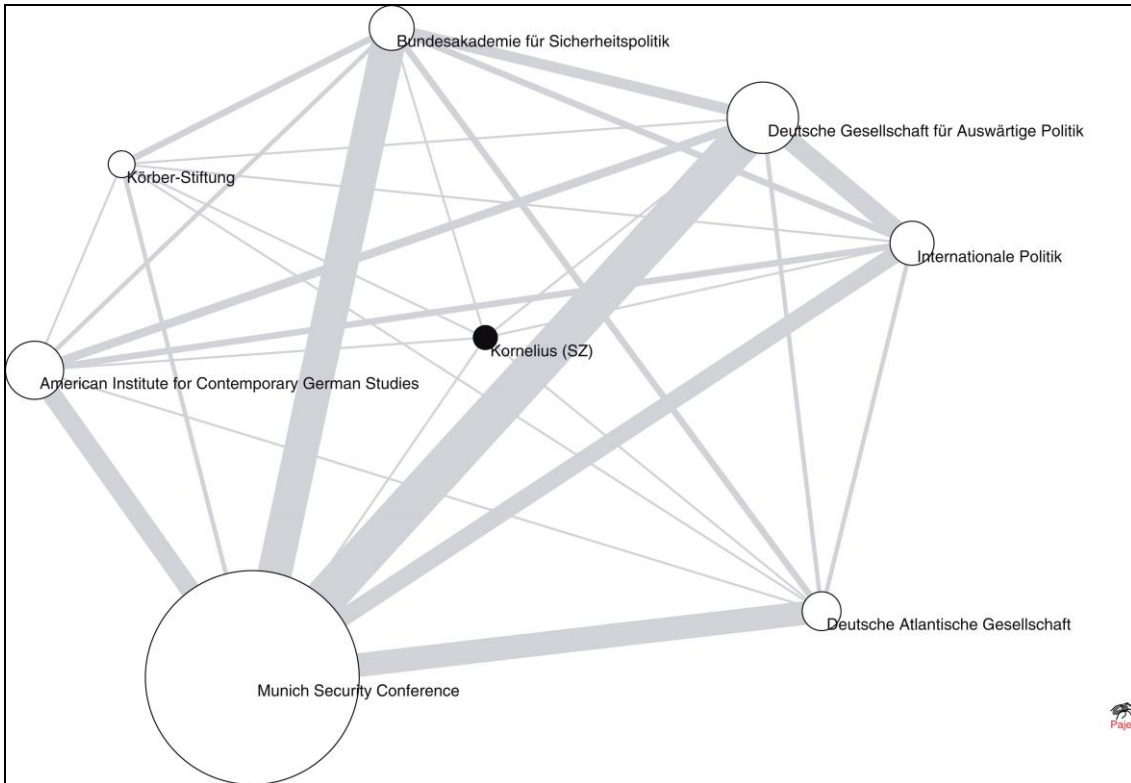 Bundesakademie für Sicherheitspolitik
Deutsche Gesellschaft für Auswärtige Politik
Körber-Stiftung
Internationale Politik
Kornelius (SZ)
American Institute for Contemporary German Studies
Deutsche Atlantische Gesellschaft
Munich Security Conference
Paje